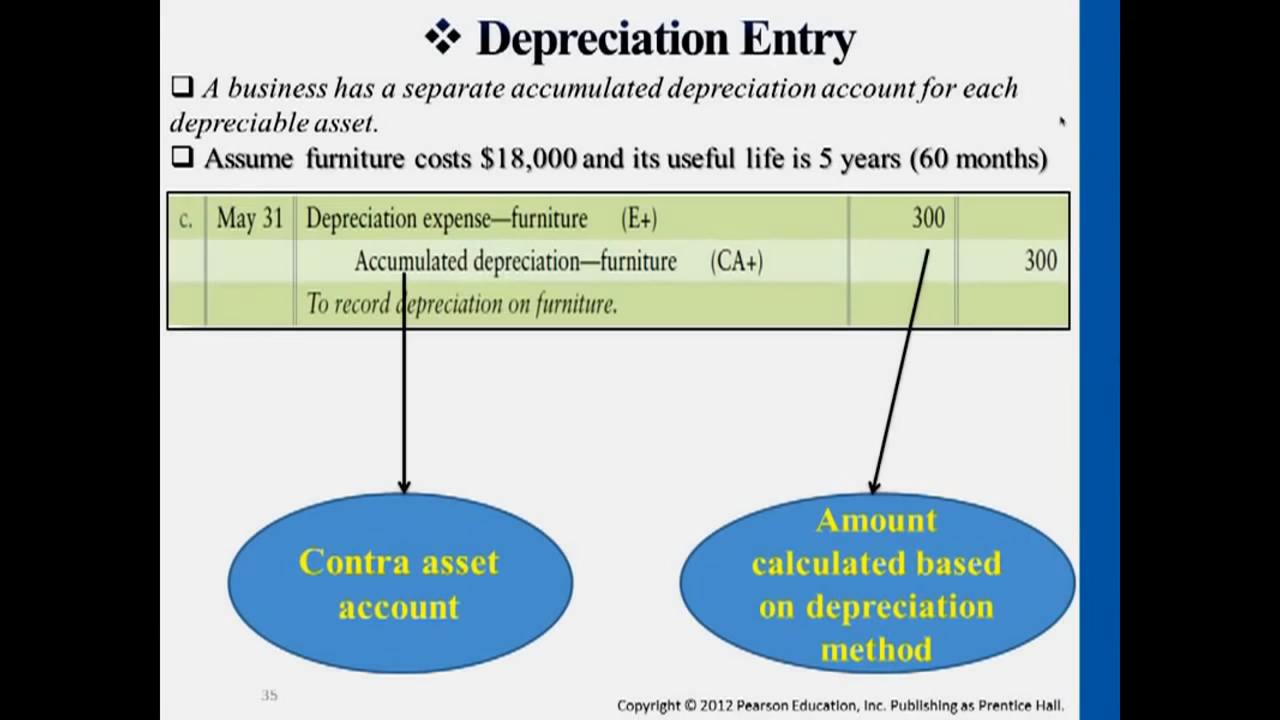 ❖ Depreciation Entry
❑ A business has a separate accumulated depreciation account for each
depreciable asset.
❑ Assume furniture costs $18,000 and its useful life is 5 years (60 months)
c. May 31 Depreciation expense—furniture (E+) 300
Accumulated depreciation—furniture (CA+) 300
To record depreciation on furniture.
Contra asset
account
Amount
calculated based
on depreciation
method
35
Copyright © 2012 Pearson Education, Inc. Publishing as Prentice Hall.